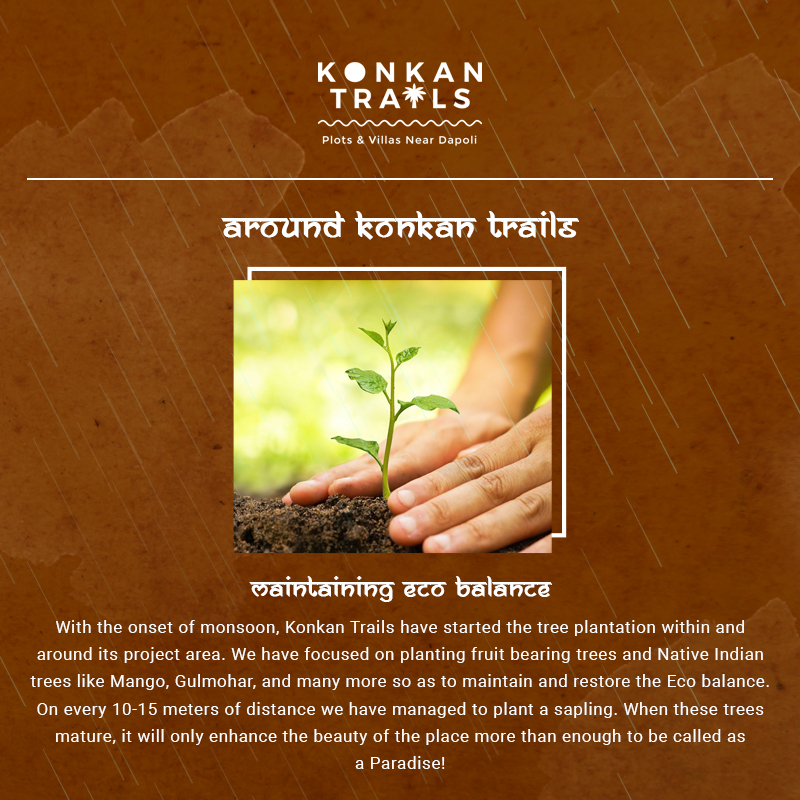 KONKAN
TRAILS
Plots & Villas Near Dapoli
around konkan trails
maintaining eco balance
With the onset of monsoon, Konkan Trails have started the tree plantation within and
around its project area. We have focused on planting fruit bearing trees and Native Indian
trees like Mango, Gulmohar, and many more so as to maintain and restore the Eco balance.
On every 10-15 meters of distance we have managed to plant a sapling. When these trees
mature, it will only enhance the beauty of the place more than enough to be called as
a Paradise!